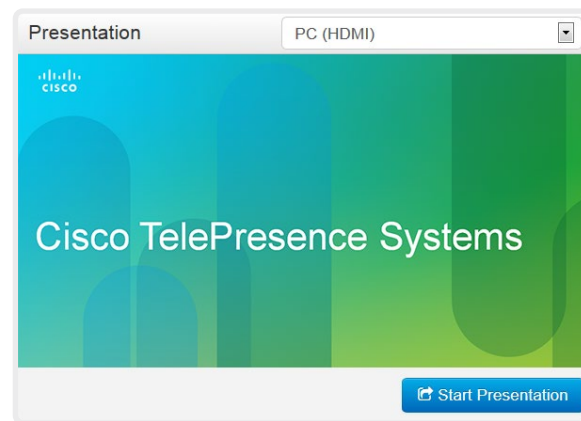 Presentation
PC (HDMI)
CISCO
Cisco TelePresence Systems
Start Presentation